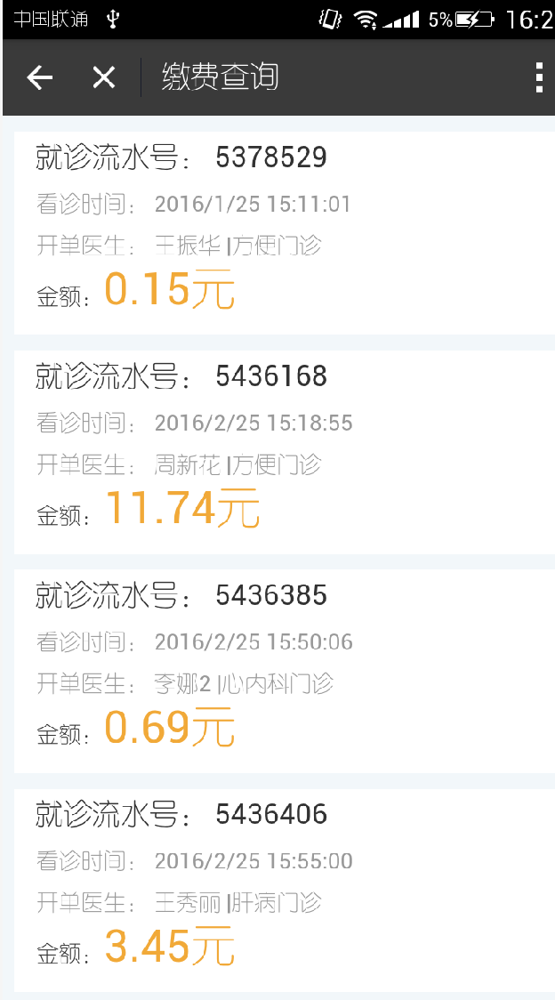 中国联通 5% 16:2
缴费查询
就诊流水号： 5378529
看诊时间： 2016/1/25 15:11:01
开单医生： 王振华 |方便门诊
金额：0.15元
就诊流水号： 5436168
看诊时间： 2016/2/25 15:18:55
开单医生： 周新花 |方便门诊
金额：11.74元
就诊流水号： 5436385
看诊时间： 2016/2/25 15:50:06
开单医生： 李娜2 |心内科门诊
金额：0.69元
就诊流水号： 5436406
看诊时间： 2016/2/25 15:55:00
开单医生： 王秀丽 |肝病门诊
金额：3.45元